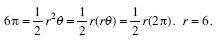 6π = 1/2 r²θ = 1/2 r(rθ) = 1/2 r(2π).  r = 6.